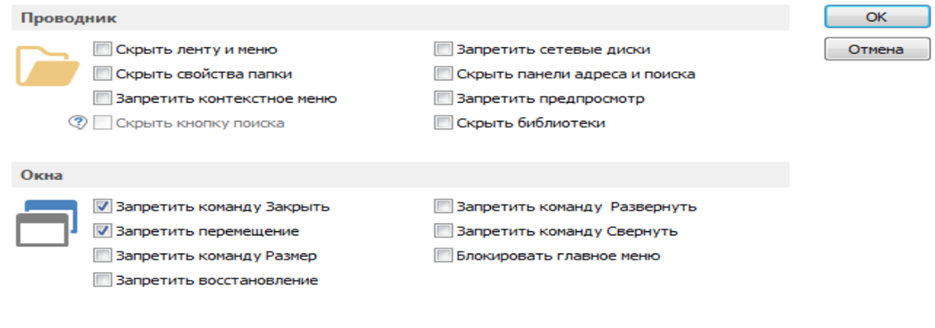 Проводник
Скрыть ленту и меню
Запретить сетевые диски
Скрыть свойства папки
Скрыть панели адреса и поиска
Запретить контекстное меню
Запретить предпросмотр
? Скрыть кнопку поиска
Скрыть библиотеки
Окна
Запретить команду Закрыть
Запретить команду  Развернуть
Запретить перемещение
Запретить команду Свернуть
Запретить команду Размер
Блокировать главное меню
Запретить восстановление
OK
Отмена